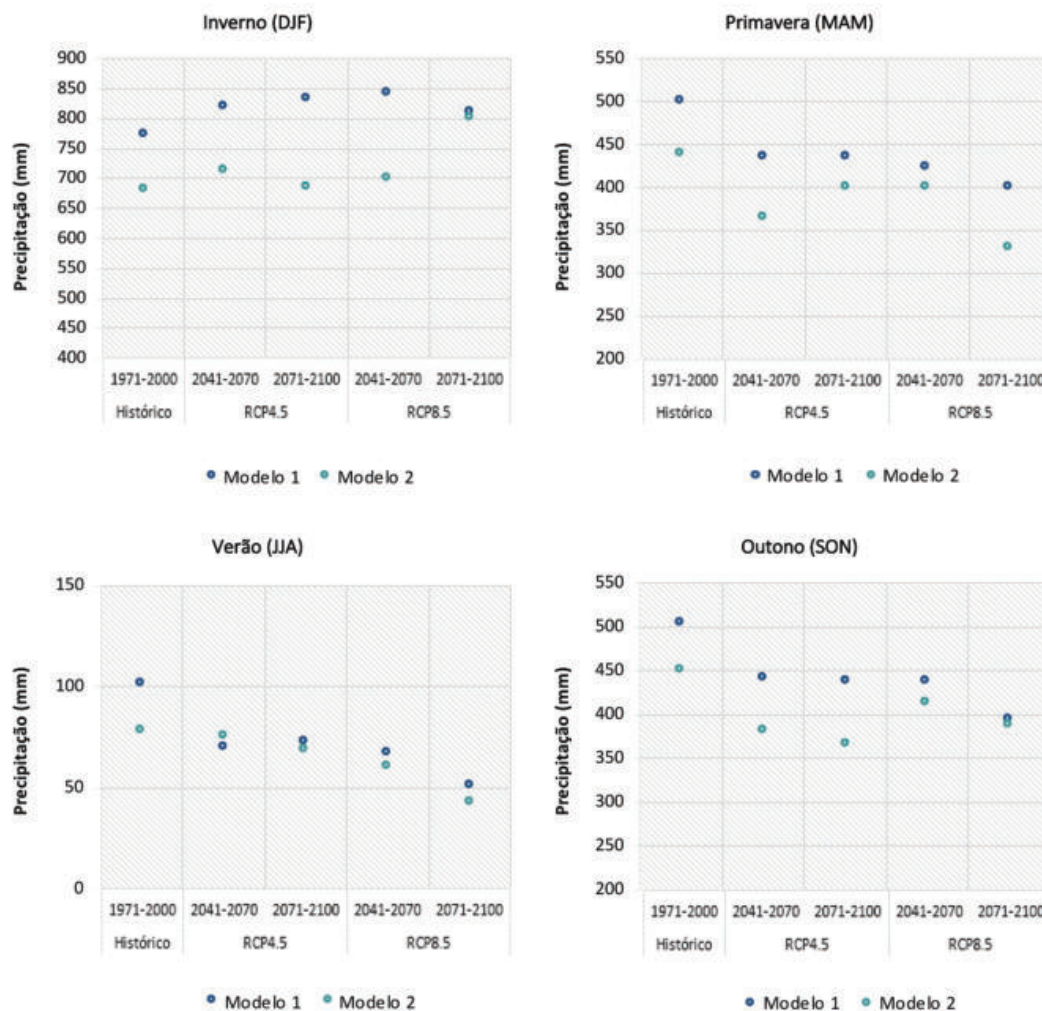 Inverno (DJF)
Precipitação (mm)
900
850
800
750
700
650
600
550
500
450
400
1971-2000 2041-2070 2071-2100 2041-2070 2071-2100
Histórico RCP4.5 RCP8.5
Modelo 1 Modelo 2
Primavera (MAM)
Precipitação (mm)
550
500
450
400
350
300
250
200
1971-2000 2041-2070 2071-2100 2041-2070 2071-2100
Histórico RCP4.5 RCP8.5
Modelo 1 Modelo 2
Verão (JJA)
Precipitação (mm)
150
100
50
0
1971-2000 2041-2070 2071-2100 2041-2070 2071-2100
Histórico RCP4.5 RCP8.5
Modelo 1 Modelo 2
Outono (SON)
Precipitação (mm)
550
500
450
400
350
300
250
200
1971-2000 2041-2070 2071-2100 2041-2070 2071-2100
Histórico RCP4.5 RCP8.5
Modelo 1 Modelo 2